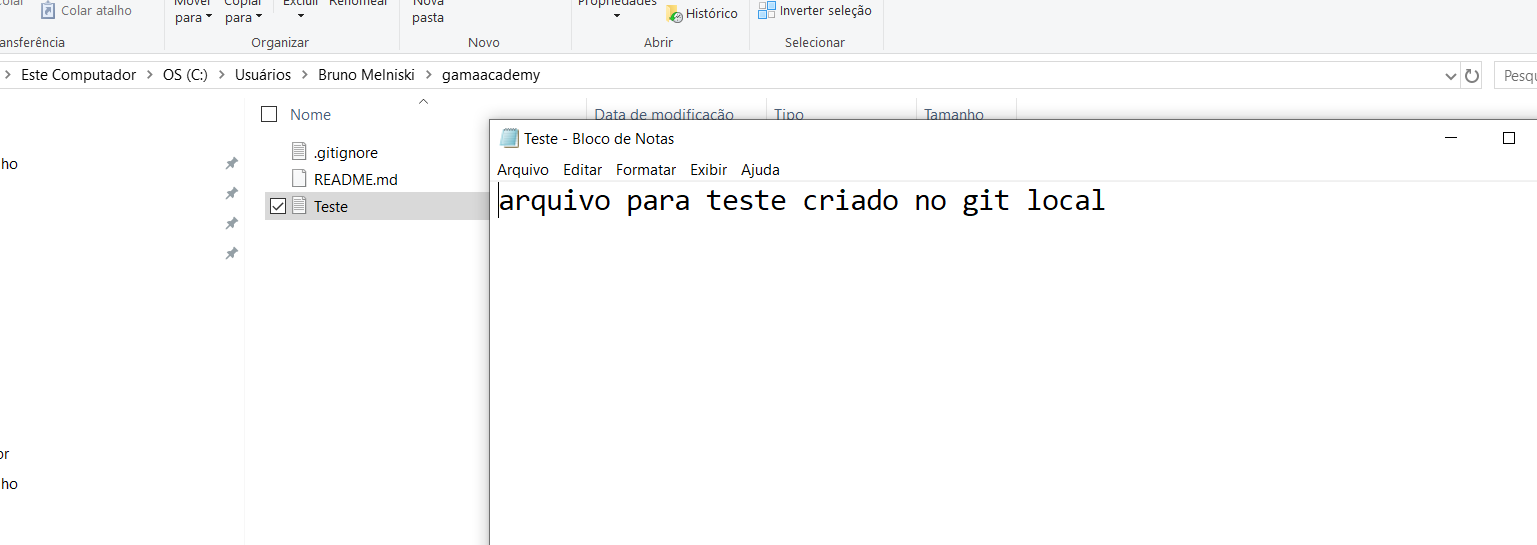 Colar atalho
Mover para
Copiar para
Excluir
Renomear
Nova pasta
Propriedades
Histórico
Inverter seleção
Organizar
Novo
Abrir
Selecionar
Este Computador > OS (C:) > Usuários > Bruno Melniski > gamaacademy
Nome
Data de modificação
Tipo
Tamanho
.gitignore
README.md
Teste
Teste - Bloco de Notas
Arquivo Editar Formatar Exibir Ajuda
arquivo para teste criado no git local